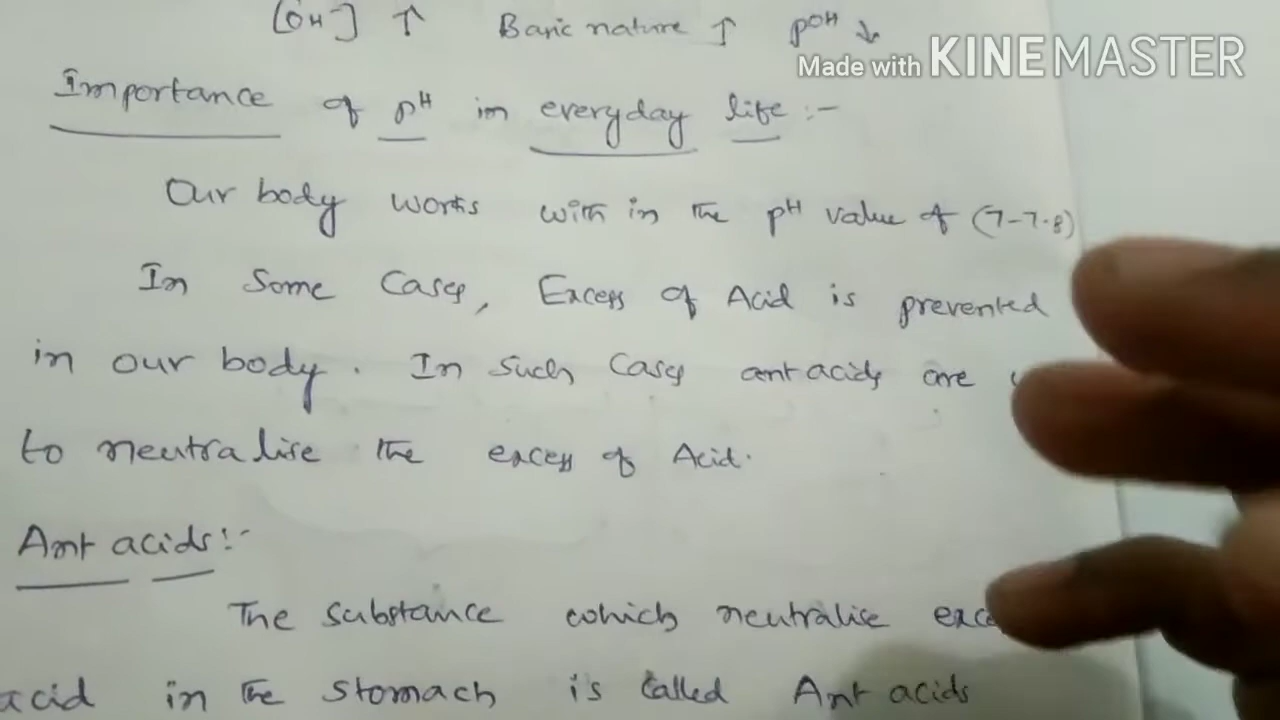 [OH-] ↑ Basic nature ↑ pOH ↓
Made with KINEMASTER
Importance of pH in everyday life :-
Our body works with in the pH value of (7-7.8)
In Some Cases, Excess of Acid is prevented
in our body. In such Cases antacids are
to neutralise the excess of Acid.
Ant acids:-
The substance which neutralise
acid in the stomach is called Ant acids